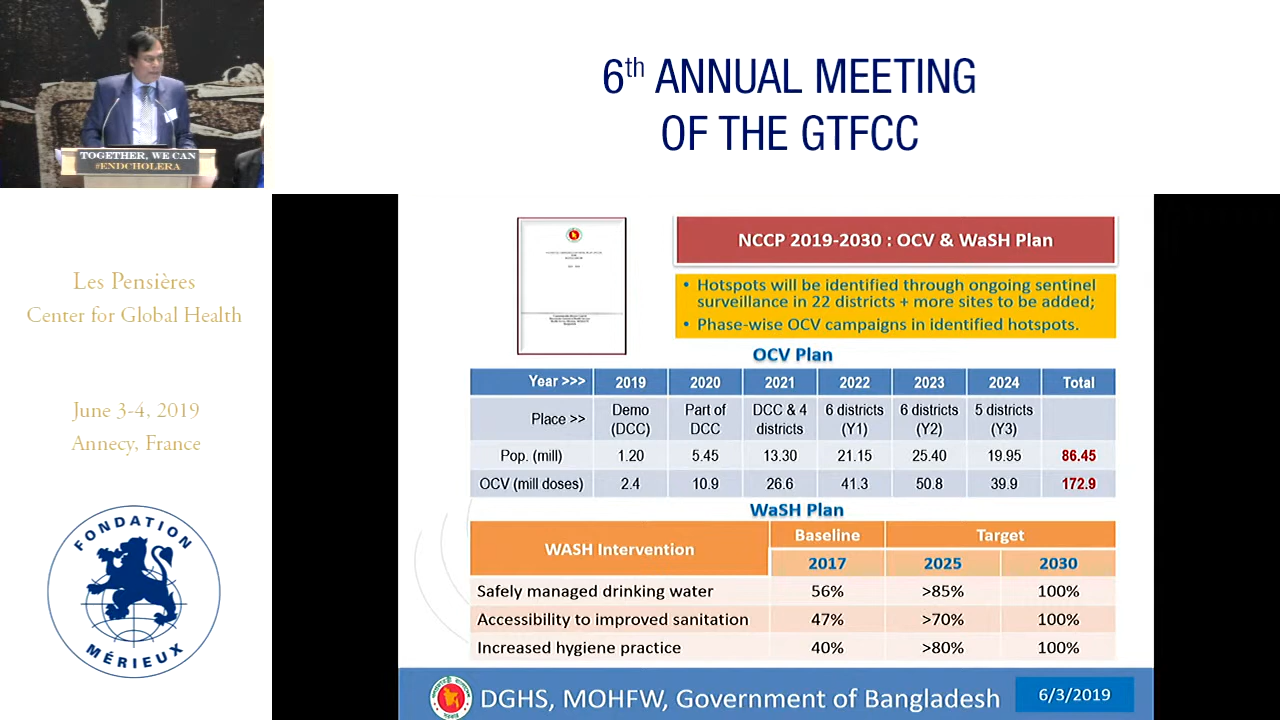 TOGETHER, WE CAN
#ENDCHOLERA
6th ANNUAL MEETING
OF THE GTFCC
Les Pensières
Center for Global Health
June 3-4, 2019
Annecy, France
FONDATION
MÉRIEUX
NCCP 2019-2030 : OCV & WaSH Plan
• Hotspots will be identified through ongoing sentinel
surveillance in 22 districts + more sites to be added;
• Phase-wise OCV campaigns in identified hotspots.
OCV Plan
Year >>> 2019 2020 2021 2022 2023 2024 Total
Place >> Demo (DCC) Part of DCC DCC & 4 districts 6 districts (Y1) 6 districts (Y2) 5 districts (Y3)
Pop. (mill) 1.20 5.45 13.30 21.15 25.40 19.95 86.45
OCV (mill doses) 2.4 10.9 26.6 41.3 50.8 39.9 172.9
WaSH Plan
WASH Intervention Baseline Target
2017 2025 2030
Safely managed drinking water 56% >85% 100%
Accessibility to improved sanitation 47% >70% 100%
Increased hygiene practice 40% >80% 100%
DGHS, MOHFW, Government of Bangladesh 6/3/2019